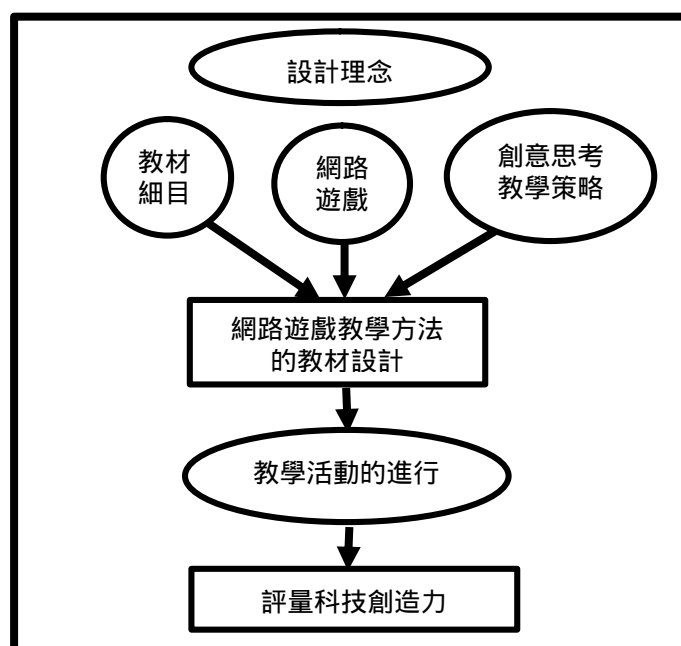 設計理念
教材
細目
網路
遊戲
創意思考
教學策略
網路遊戲教學方法
的教材設計
教學活動的進行
評量科技創造力